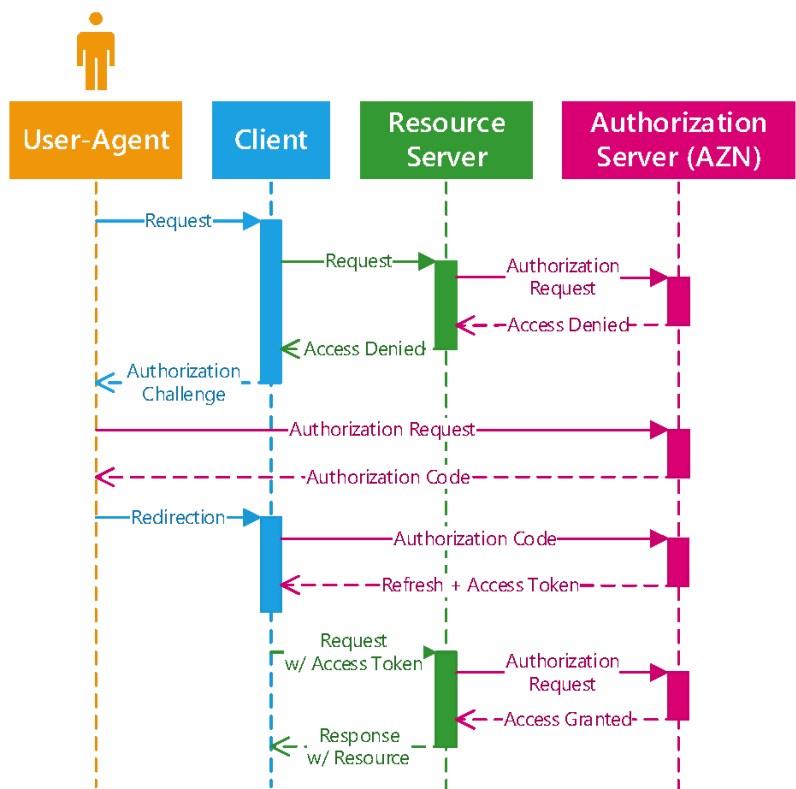 User-Agent
Client
Resource
Server
Authorization
Server (AZN)
Request
Request
Authorization
Request
Access Denied
Access Denied
Authorization
Challenge
Authorization Request
Authorization Code
Redirection
Authorization Code
Refresh + Access Token
Request
w/ Access Token
Authorization
Request
Access Granted
Response
w/ Resource